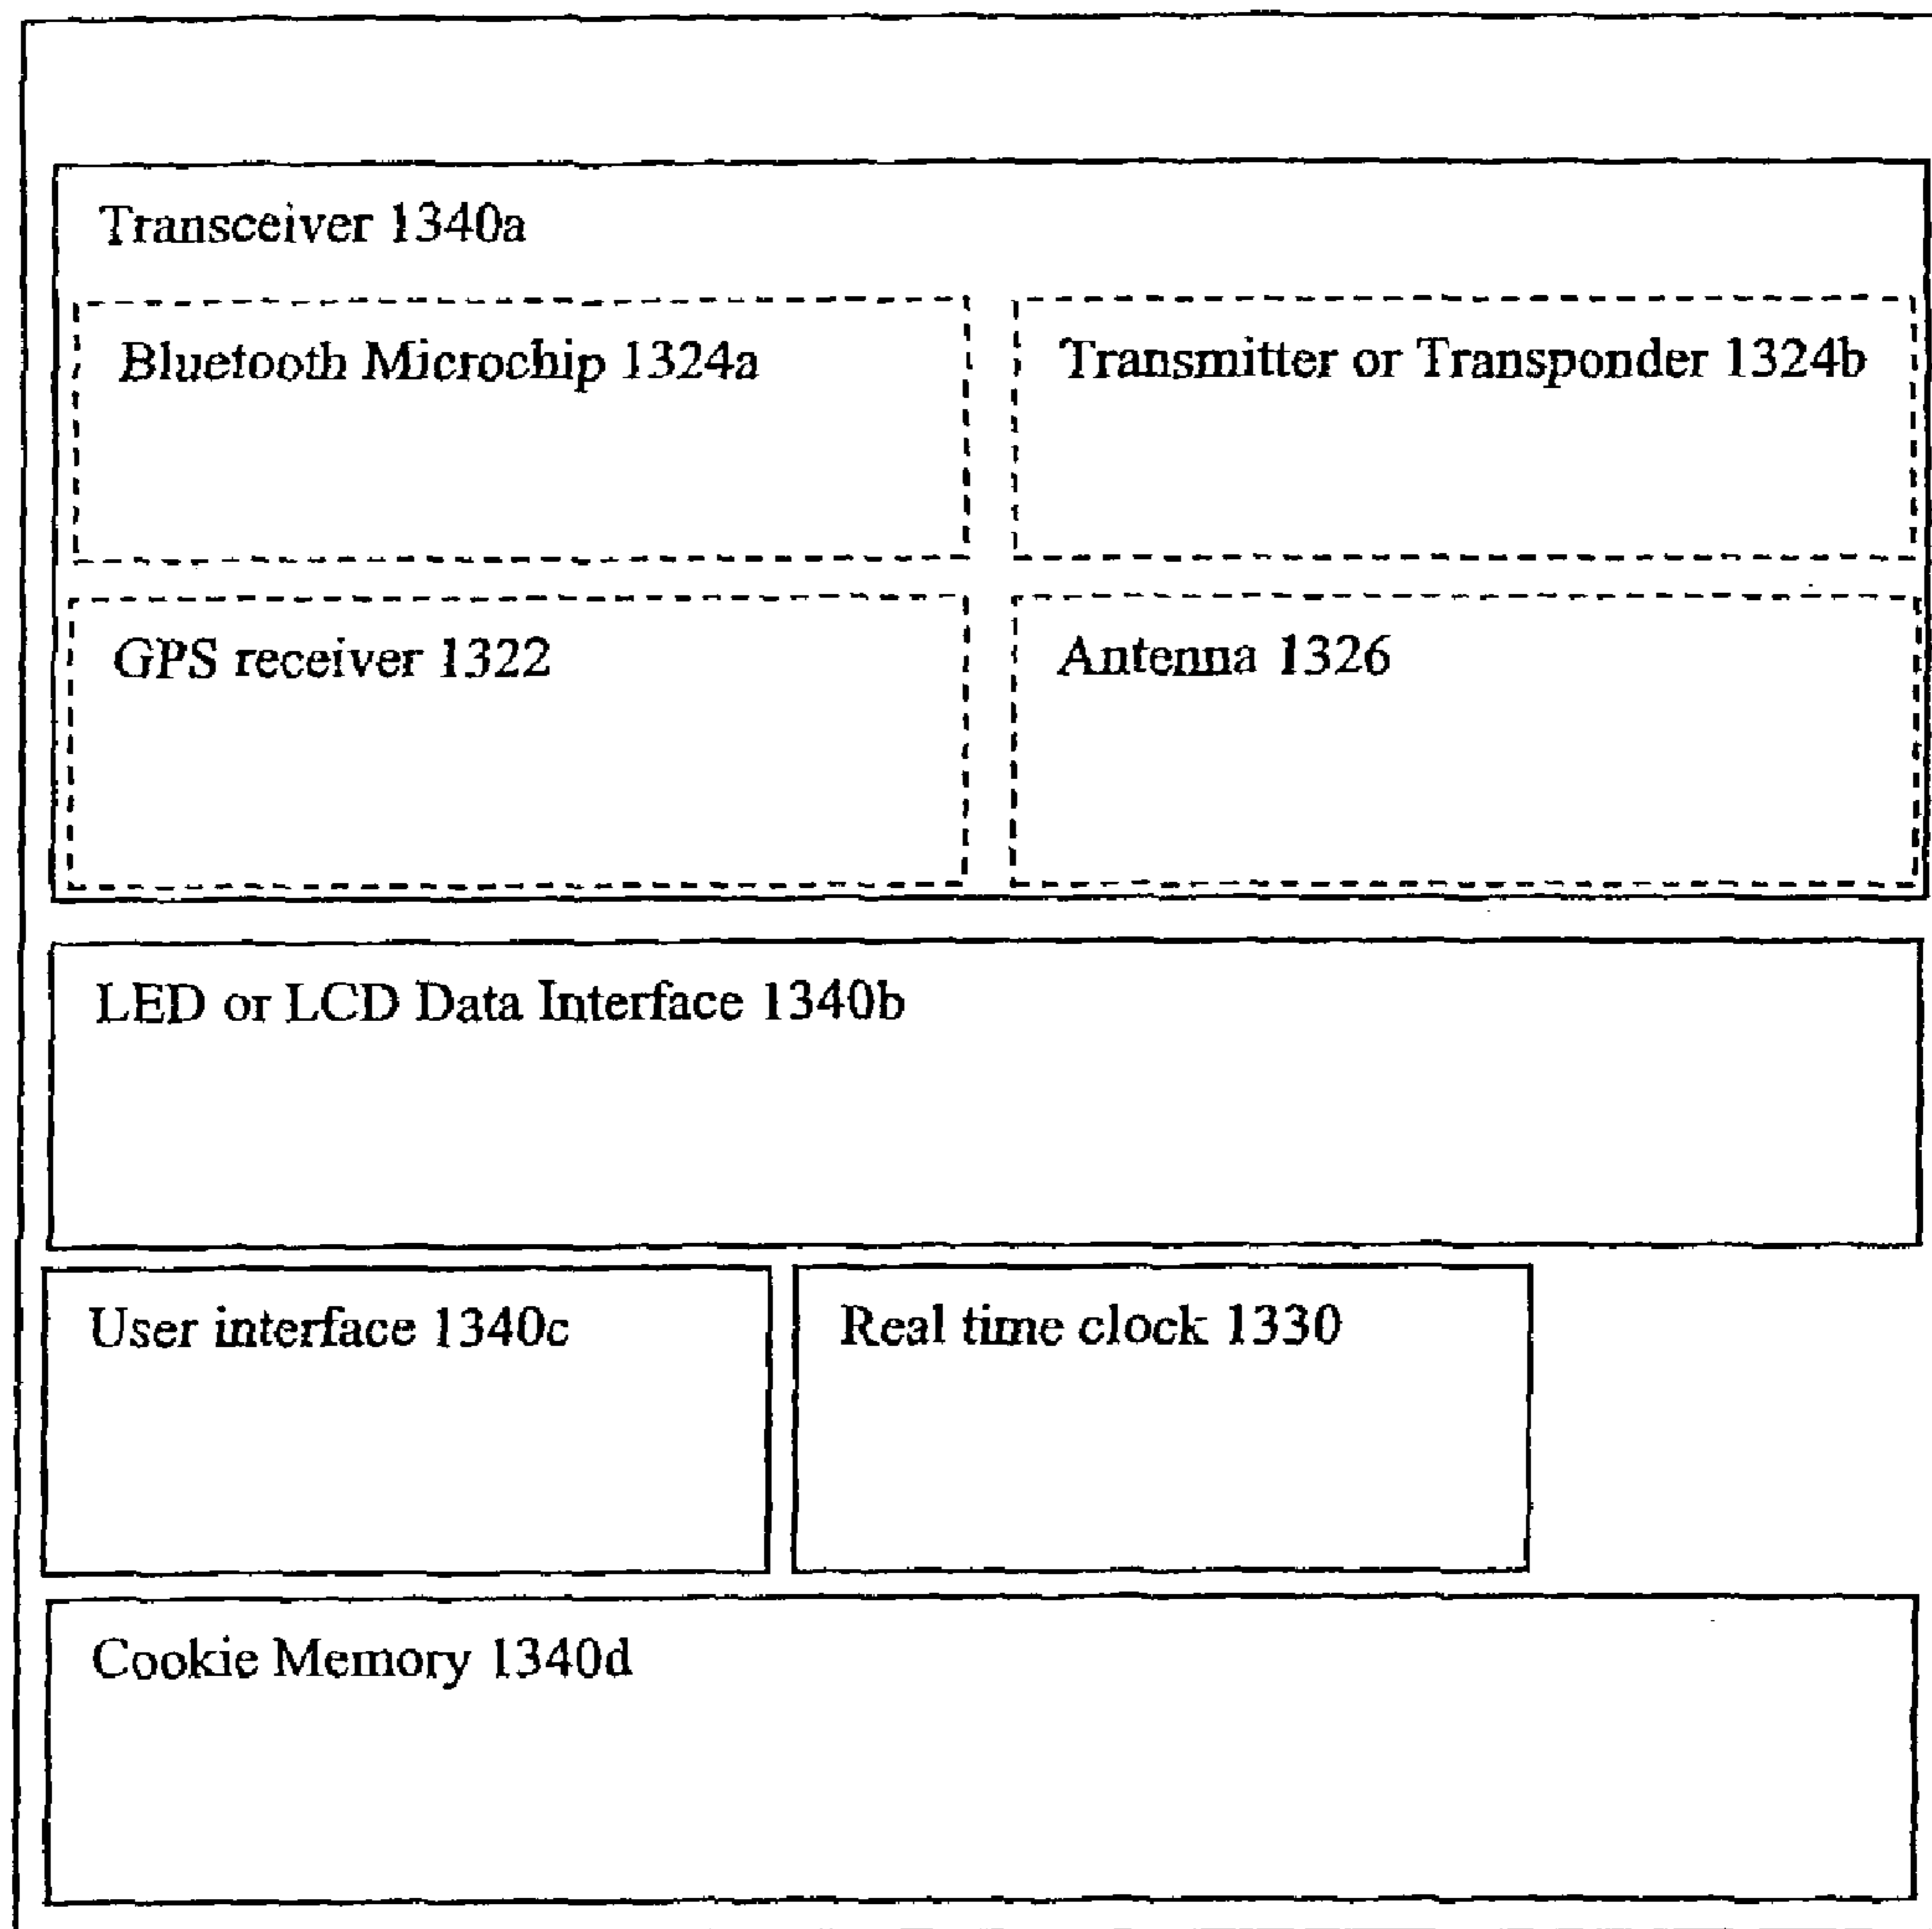 Transceiver 1340a
Bluetooth Microchip 1324a
Transmitter or Transponder 1324b
GPS receiver 1322
Antenna 1326
LED or LCD Data Interface 1340b
User interface 1340c
Real time clock 1330
Cookie Memory 1340d